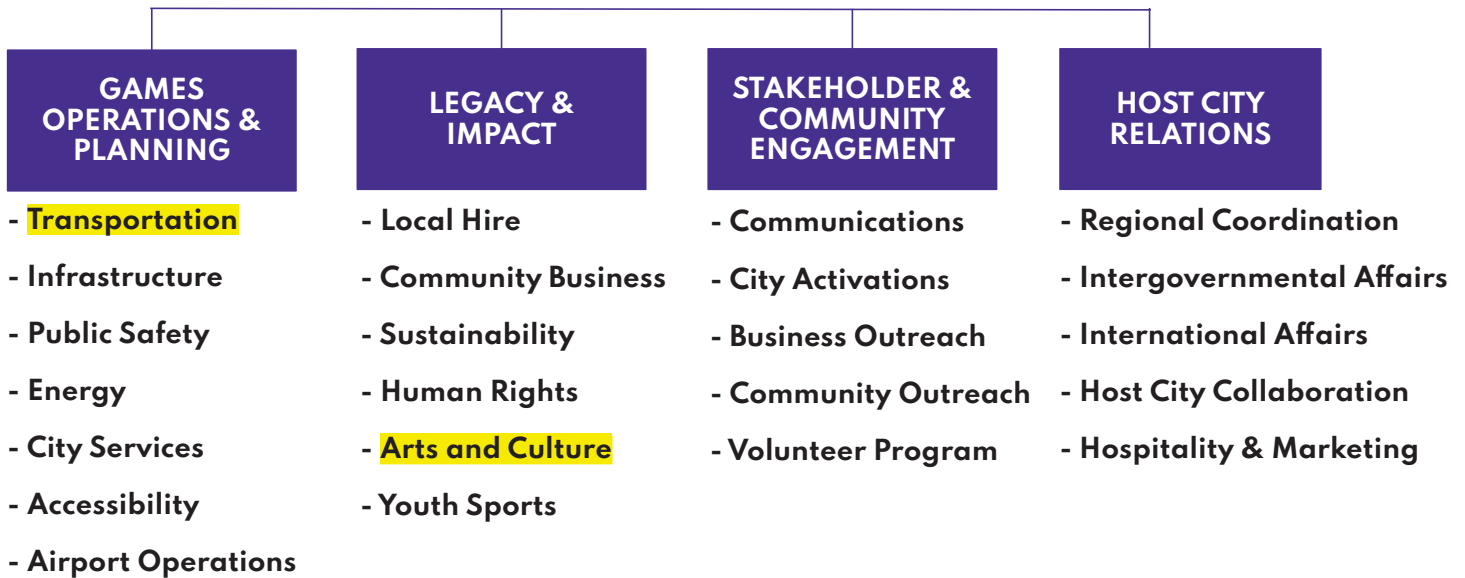 GAMES
OPERATIONS &
PLANNING
- Transportation
- Infrastructure
- Public Safety
- Energy
- City Services
- Accessibility
- Airport Operations
LEGACY &
IMPACT
- Local Hire
- Community Business
- Sustainability
- Human Rights
- Arts and Culture
- Youth Sports
STAKEHOLDER &
COMMUNITY
ENGAGEMENT
- Communications
- City Activations
- Business Outreach
- Community Outreach
- Volunteer Program
HOST CITY
RELATIONS
- Regional Coordination
- Intergovernmental Affairs
- International Affairs
- Host City Collaboration
- Hospitality & Marketing